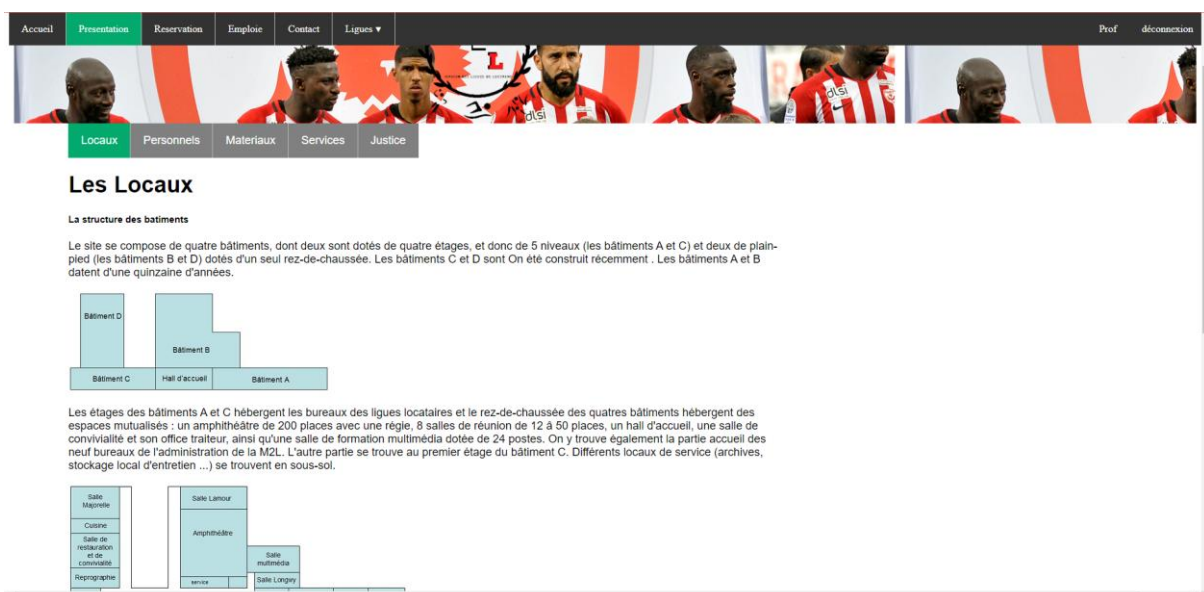 Accueil Presentation Reservation Emploie Contact Ligues ▾ Prof déconnexion
L
dlsi
dlsi
Locaux Personnels Materiaux Services Justice
Les Locaux
La structure des batiments
Le site se compose de quatre bâtiments, dont deux sont dotés de quatre étages, et donc de 5 niveaux (les bâtiments A et C) et deux de plain-
pied (les bâtiments B et D) dotés d'un seul rez-de-chaussée. Les bâtiments C et D sont On été construit récemment . Les bâtiments A et B
datent d'une quinzaine d'années.
Bâtiment D
Bâtiment B
Bâtiment C Hall d'accueil Bâtiment A
Les étages des bâtiments A et C hébergent les bureaux des ligues locataires et le rez-de-chaussée des quatres bâtiments hébergent des
espaces mutualisés : un amphithéâtre de 200 places avec une régie, 8 salles de réunion de 12 à 50 places, un hall d'accueil, une salle de
convivialité et son office traiteur, ainsi qu'une salle de formation multimédia dotée de 24 postes. On y trouve également la partie accueil des
neuf bureaux de l'administration de la M2L. L'autre partie se trouve au premier étage du bâtiment C. Différents locaux de service (archives,
stockage local d'entretien ...) se trouvent en sous-sol.
Salle
Majorelle
Cuisine
Salle de
restauration
et de
convivialité
Reprographie
Salle Lamour
Amphithéâtre
service
Salle
multimédia
Salle Longwy